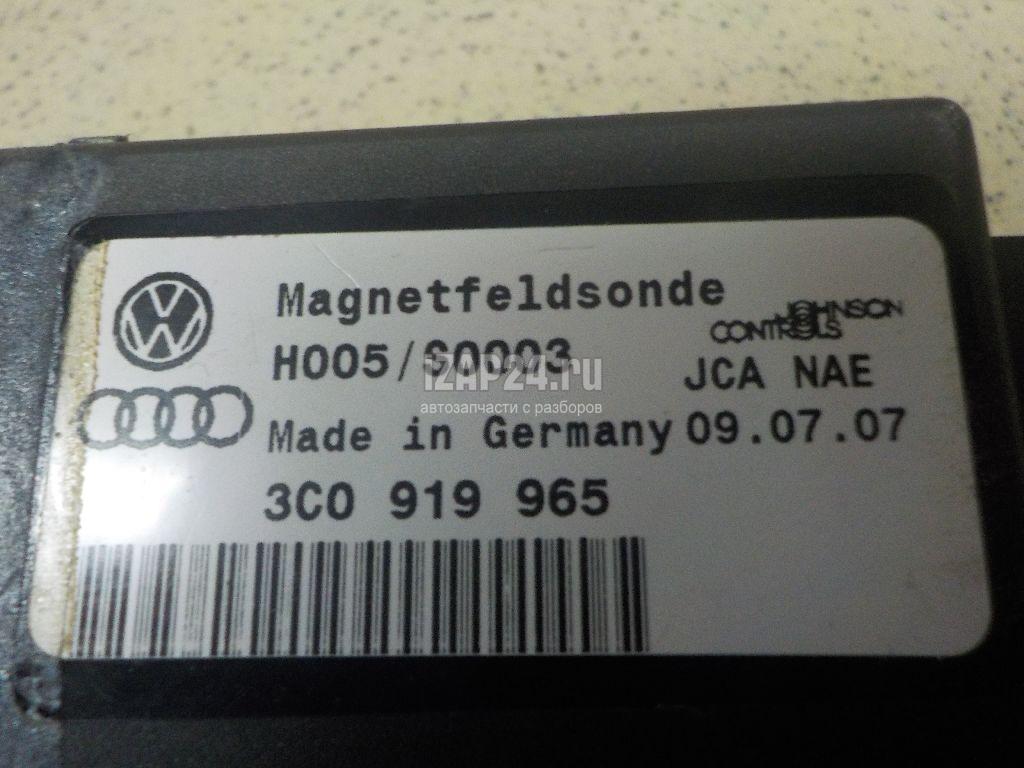 Magnetfeldsonde
JOHNSON
CONTROLS
H005/S0003
JCA NAE
iZAP24.ru
автозапчасти с разборов
Made in Germany 09.07.07
3C0 919 965